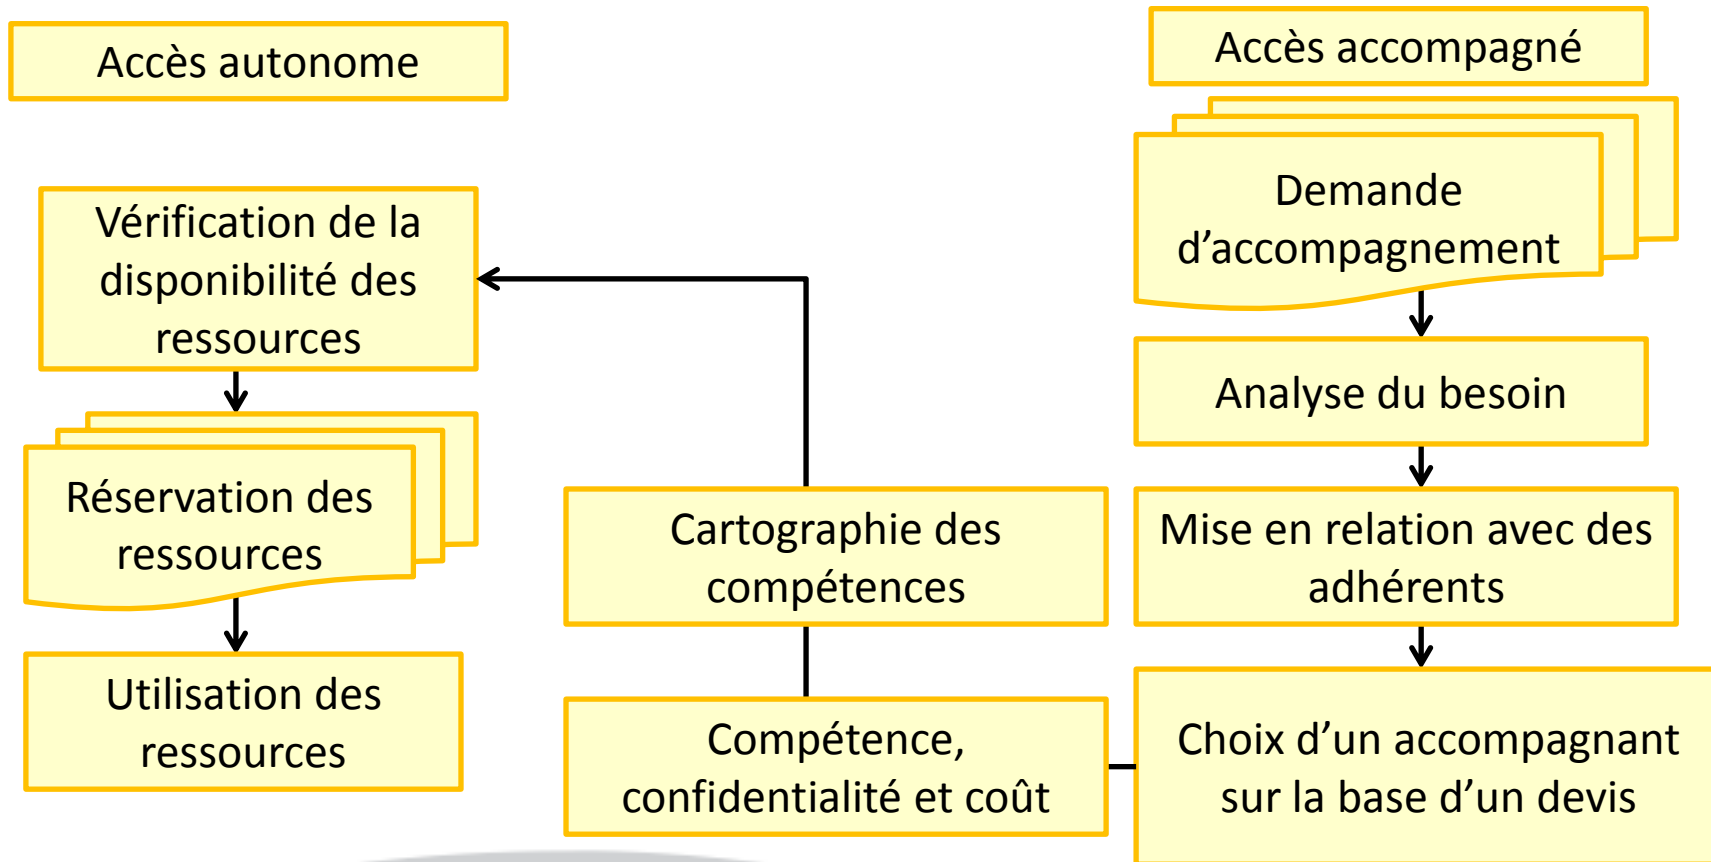 Accès autonome
Accès accompagné
Vérification de la
disponibilité des
ressources
Réservation des
ressources
Utilisation des
ressources
Cartographie des
compétences
Compétence,
confidentialité et coût
Demande
d’accompagnement
Analyse du besoin
Mise en relation avec des
adhérents
Choix d’un accompagnant
sur la base d’un devis